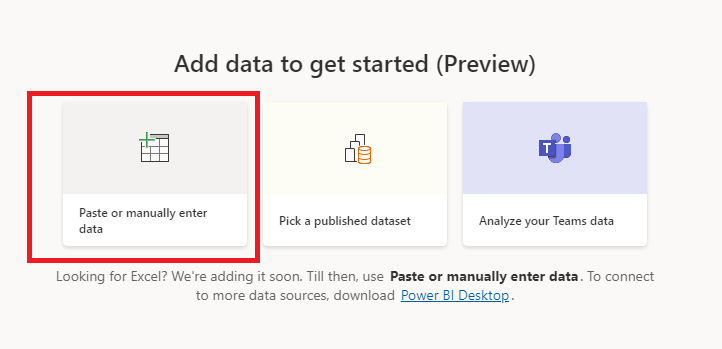 Add data to get started (Preview)
T
Paste or manually enter
data
Pick a published dataset
Analyze your Teams data
Looking for Excel? We're adding it soon. Till then, use Paste or manually enter data. To connect
to more data sources, download Power BI Desktop.